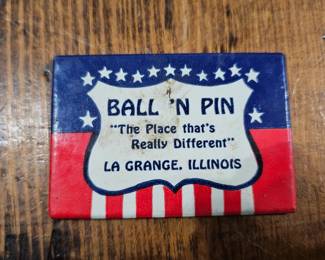 BALL 'N PIN
"The Place that's
Really Different"
LA GRANGE, ILLINOIS